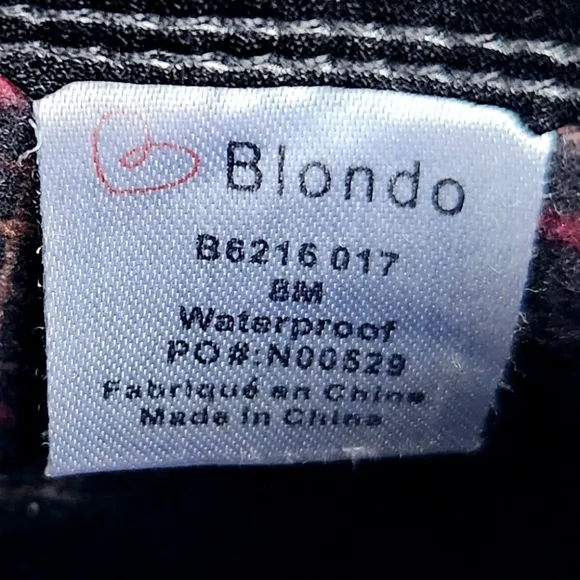 Blondo
B6216 017
8M
Waterproof
PO#:N00529
Fabriqué en Chine
Made in China